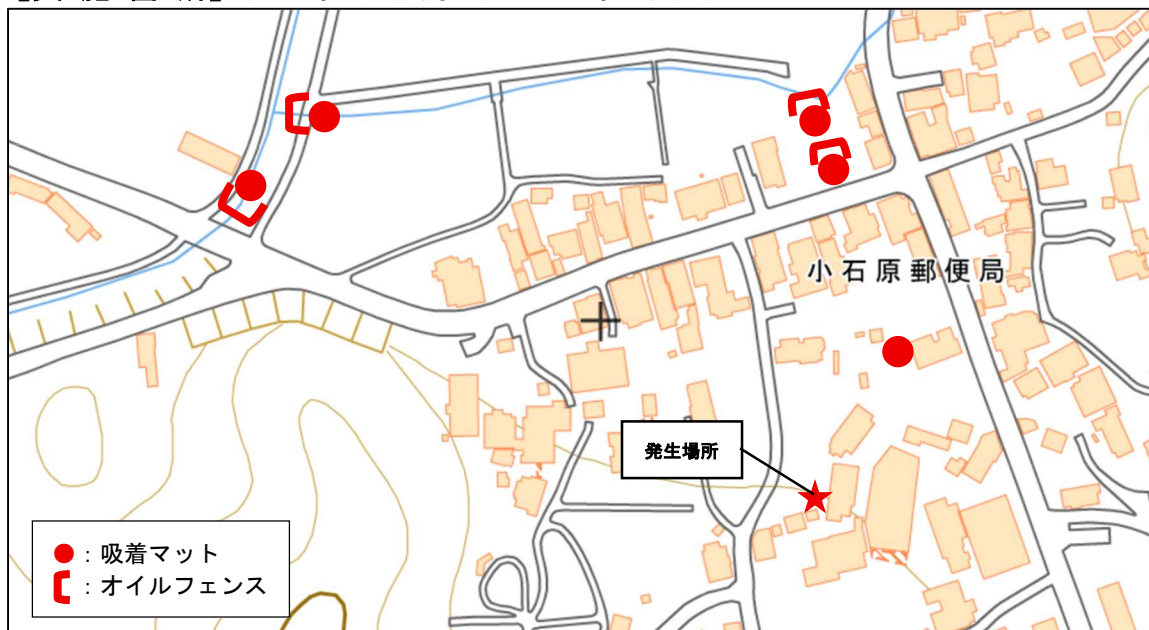 小石原郵便局
発生場所
：吸着マット
：オイルフェンス